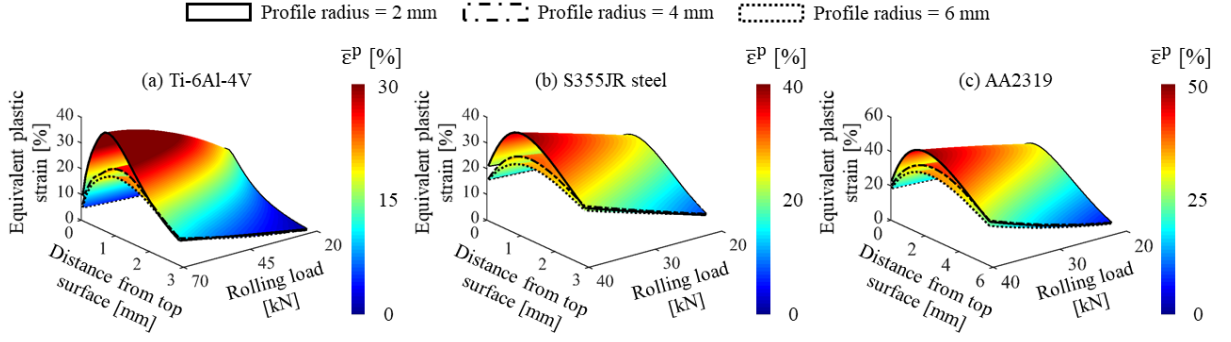 Profile radius = 2 mm Profile radius = 4 mm Profile radius = 6 mm
(a) Ti-6Al-4V
ε̅ᵖ [%]
30
15
0
Equivalent plastic
strain [%]
40
30
20
10
0
0
1
2
3
Distance from top
surface [mm]
70
45
20
Rolling load
[kN]
(b) S355JR steel
ε̅ᵖ [%]
40
20
0
Equivalent plastic
strain [%]
40
30
20
10
0
0
1
2
3
Distance from top
surface [mm]
40
30
20
Rolling load
[kN]
(c) AA2319
ε̅ᵖ [%]
50
25
0
Equivalent plastic
strain [%]
60
40
20
0
0
2
4
6
Distance from top
surface [mm]
40
30
20
Rolling load
[kN]